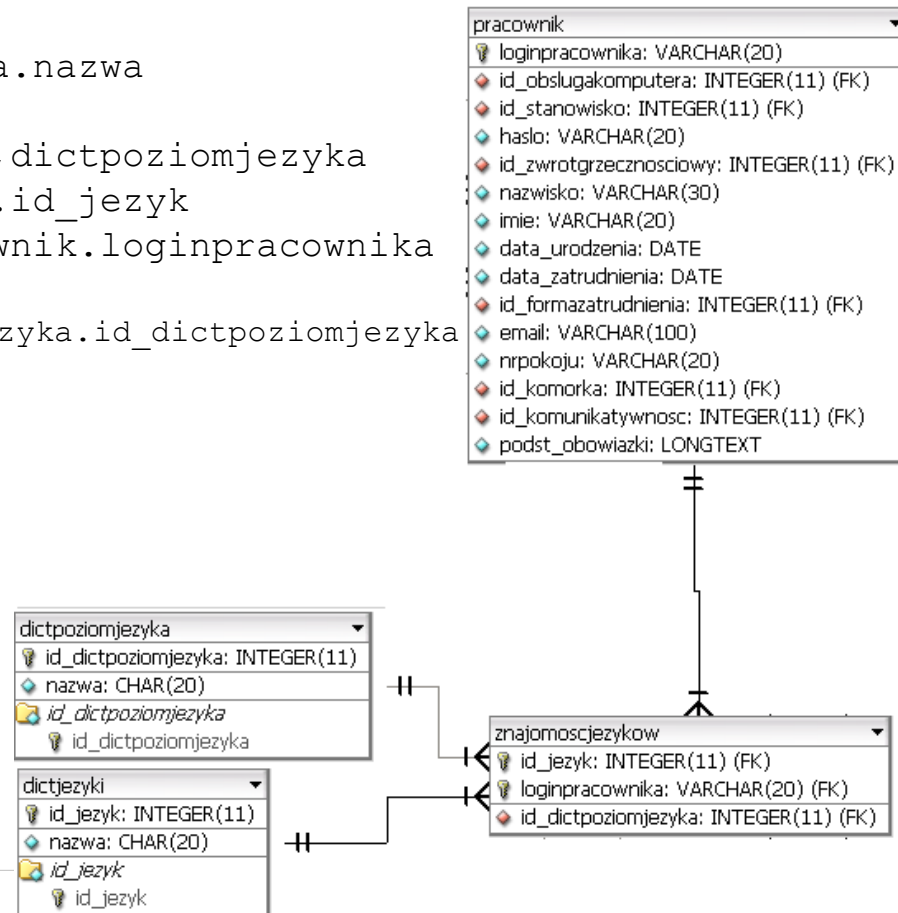 a.nazwa
dictpoziomjezyka
.id_jezyk
wnik.loginpracownika
zyka.id_dictpoziomjezyka
pracownik
loginpracownika: VARCHAR(20)
id_obslugakomputera: INTEGER(11) (FK)
id_stanowisko: INTEGER(11) (FK)
haslo: VARCHAR(20)
id_zwrotgrzecznosciowy: INTEGER(11) (FK)
nazwisko: VARCHAR(30)
imie: VARCHAR(20)
data_urodzenia: DATE
data_zatrudnienia: DATE
id_formazatrudnienia: INTEGER(11) (FK)
email: VARCHAR(100)
nrpokoju: VARCHAR(20)
id_komorka: INTEGER(11) (FK)
id_komunikatywnosc: INTEGER(11) (FK)
podst_obowiazki: LONGTEXT
dictpoziomjezyka
id_dictpoziomjezyka: INTEGER(11)
nazwa: CHAR(20)
id_dictpoziomjezyka
id_dictpoziomjezyka
dictjezyki
id_jezyk: INTEGER(11)
nazwa: CHAR(20)
id_jezyk
id_jezyk
znajomoscjezykow
id_jezyk: INTEGER(11) (FK)
loginpracownika: VARCHAR(20) (FK)
id_dictpoziomjezyka: INTEGER(11) (FK)